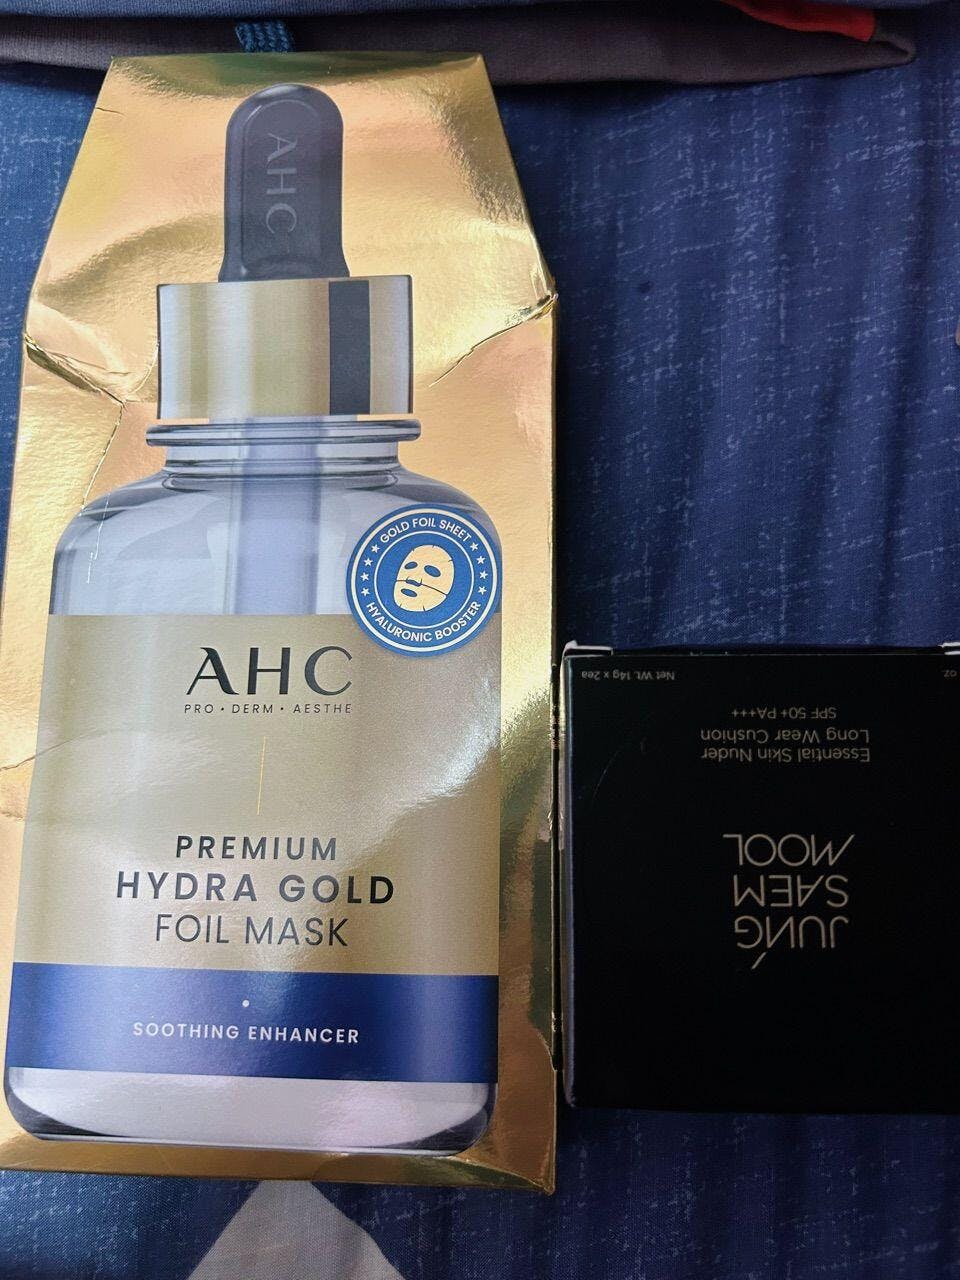 AHC
GOLD FOIL SHEET
HYALURONIC BOOSTER
AHC
PRO • DERM • AESTHE
PREMIUM
HYDRA GOLD
FOIL MASK
SOOTHING ENHANCER
JUNG
SAEM
MOOL
Essential Skin Nuder
Long Wear Cushion
SPF 50+ PA+++
Net Wt. 14g x 2ea
oz